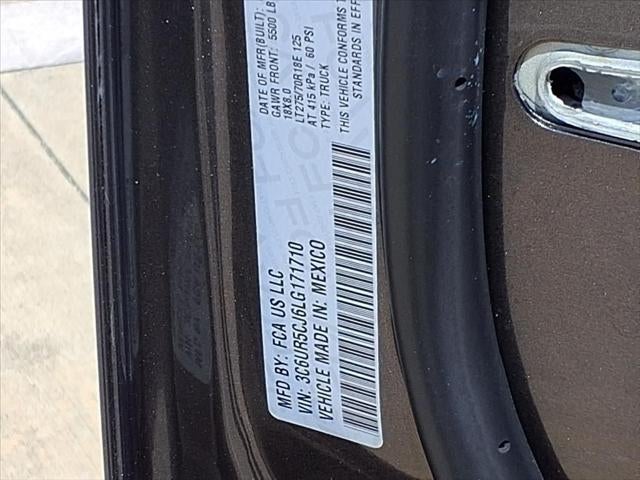 MFD BY: FCA US LLC
DATE OF MFR(BUILT):
GAWR FRONT: 5500 LB
18X8.0
LT275/70R18E 125
AT 415 kPa / 60 PSI
VIN: 3C6UR5CJ6LG171710
TYPE: TRUCK
VEHICLE MADE IN: MEXICO
THIS VEHICLE CONFORMS
STANDARDS IN